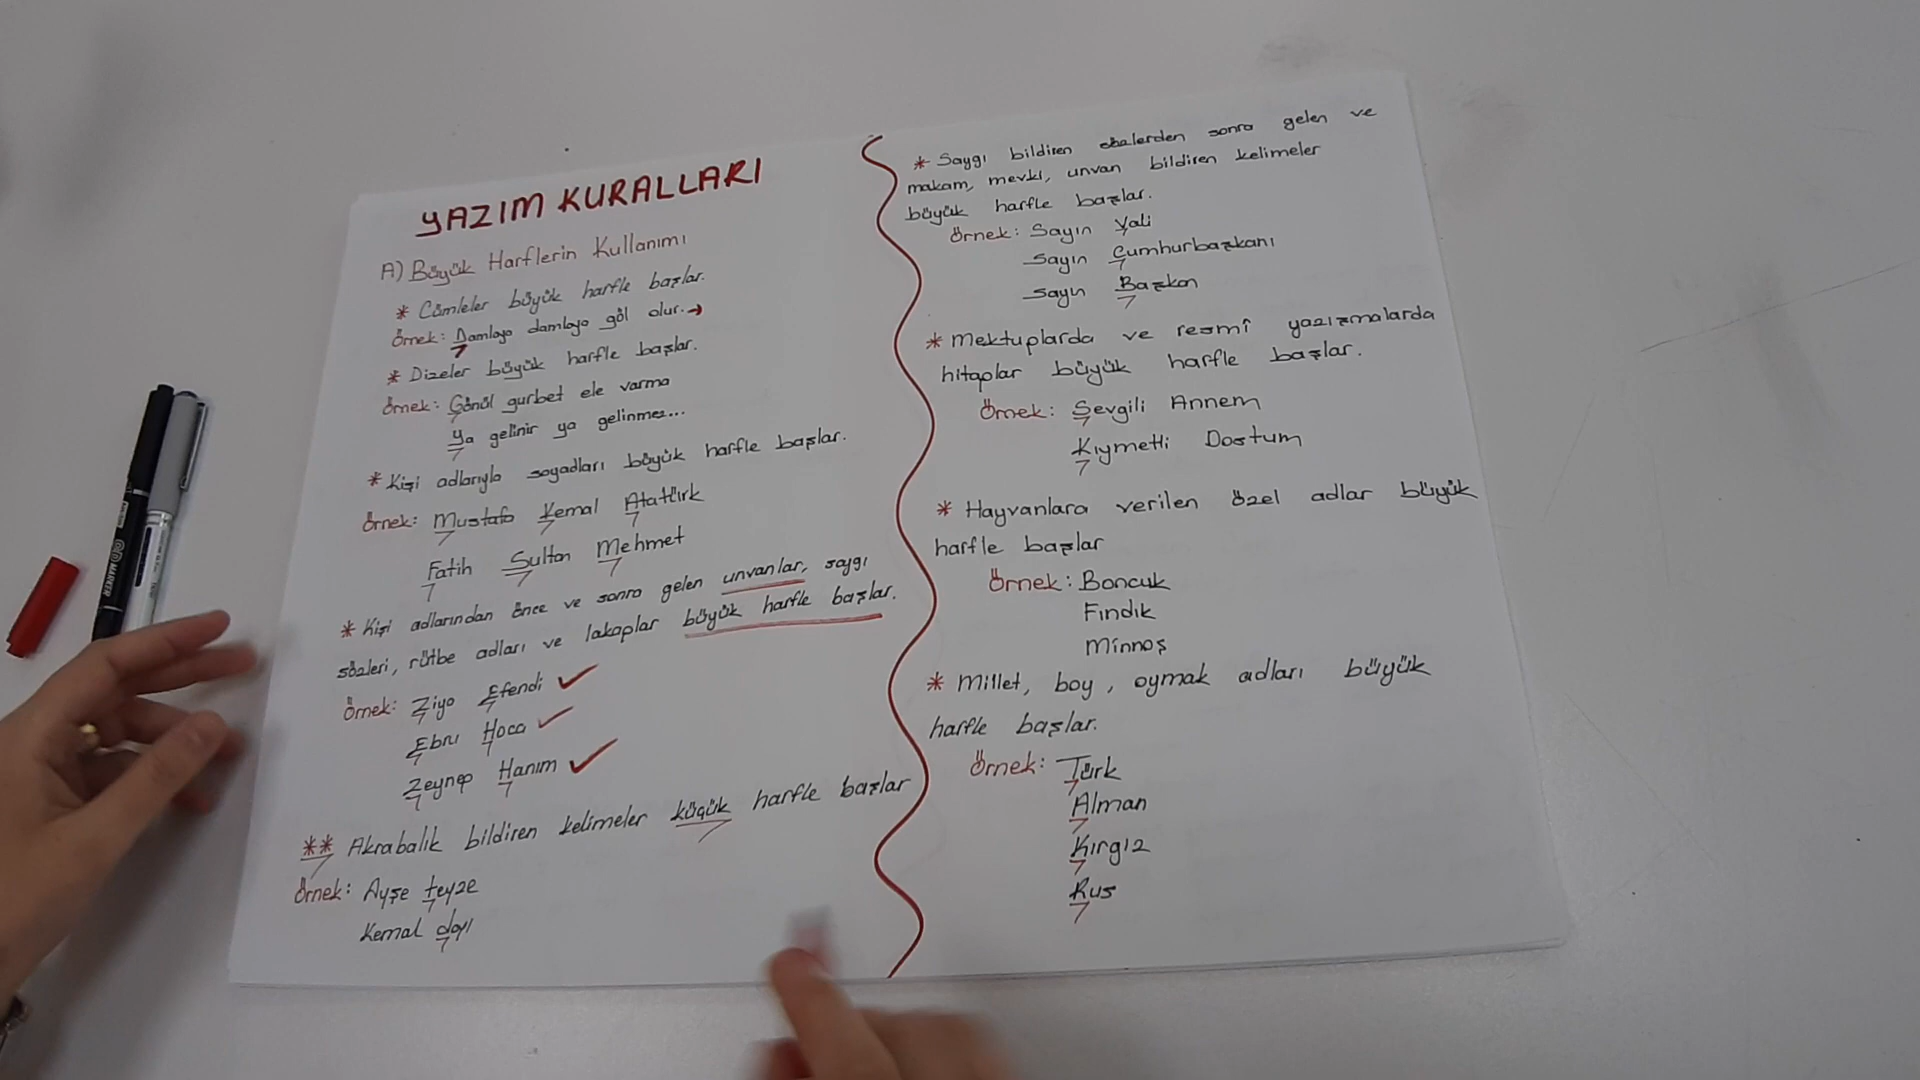 YAZIM KURALLARI
A) Büyük Harflerin Kullanımı
* Cümleler büyük harfle başlar.
Örnek: Damlaya damlaya göl olur.→
* Dizeler büyük harfle başlar.
Örnek: Gönül gurbet ele varma
Ya gelinir ya gelinmez...
* Kişi adlarıyla soyadları büyük harfle başlar.
Örnek: Mustafa Kemal Atatürk
Fatih Sultan Mehmet
* Kişi adlarından önce ve sonra gelen unvanlar, saygı
sözleri, rütbe adları ve lakaplar büyük harfle başlar.
Örnek: Ziya Efendi ✓
Ebru Hoca ✓
Zeynep Hanım ✓
** Akrabalık bildiren kelimeler küçük harfle başlar
Örnek: Ayşe teyze
Kemal dayı
* Saygı bildiren sözlerden sonra gelen ve
makam, mevki, unvan bildiren kelimeler
büyük harfle başlar.
Örnek: Sayın Vali
Sayın Cumhurbaşkanı
Sayın Başkan
* Mektuplarda ve resmî yazışmalarda
hitaplar büyük harfle başlar.
Örnek: Sevgili Annem
Kıymetli Dostum
* Hayvanlara verilen özel adlar büyük
harfle başlar
Örnek: Boncuk
Fındık
Minnoş
* Millet, boy, oymak adları büyük
harfle başlar.
Örnek: Türk
Alman
Kırgız
Rus
MARKER